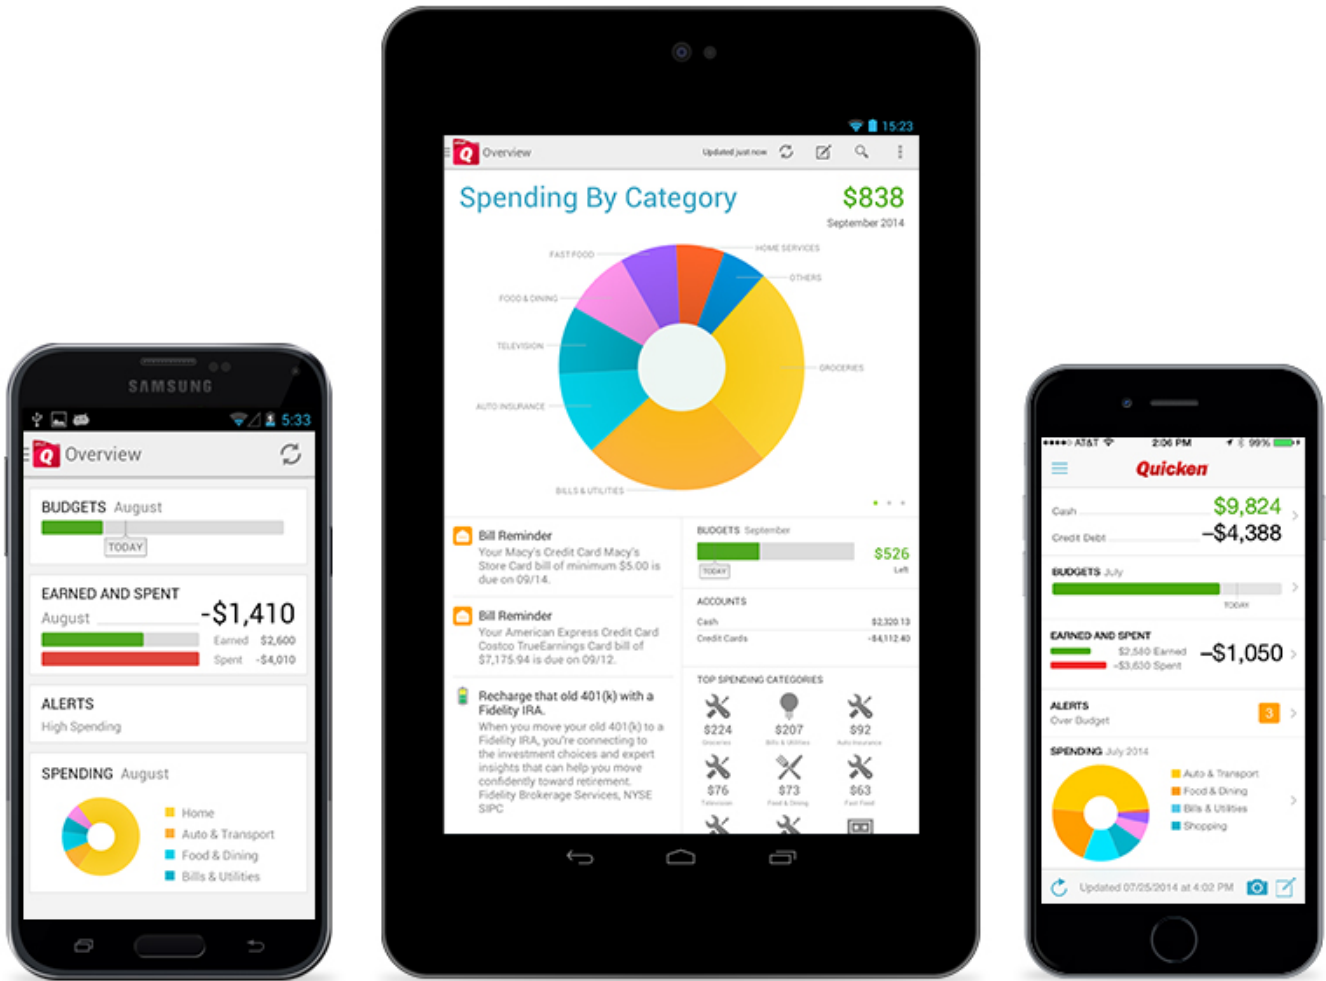 SAMSUNG
5:33
Q
Overview
BUDGETS August
TODAY
EARNED AND SPENT
August
-$1,410
Earned $2,600
Spent -$4,010
ALERTS
High Spending
SPENDING August
Home
Auto & Transport
Food & Dining
Bills & Utilities
15:23
Q
Overview
Updated just now
Spending By Category
$838
September 2014
FAST FOOD
HOME SERVICES
OTHERS
FOOD & DINING
TELEVISION
GROCERIES
AUTO INSURANCE
BILLS & UTILITIES
Bill Reminder
Your Macy's Credit Card Macy's
Store Card bill of minimum $5.00 is
due on 09/14.
Bill Reminder
Your American Express Credit Card
Costco TrueEarnings Card bill of
$7,175.94 is due on 09/12.
Recharge that old 401(k) with a
Fidelity IRA.
When you move your old 401(k) to a
Fidelity IRA, you're connecting to
the investment choices and expert
insights that can help you move
confidently toward retirement.
Fidelity Brokerage Services, NYSE
SIPC
BUDGETS September
$526
Left
TODAY
ACCOUNTS
Cash $2,320.13
Credit Cards -$4,112.40
TOP SPENDING CATEGORIES
$224 $207 $92
Groceries Bills & Utilities Auto Insurance
$76 $73 $63
Television Food & Dining Fast Food
AT&T 2:06 PM 99%
Quicken
Cash $9,824
Credit Debt -$4,388
BUDGETS July
TODAY
EARNED AND SPENT
$2,580 Earned
-$3,630 Spent
-$1,050
ALERTS
Over Budget
3
SPENDING July 2014
Auto & Transport
Food & Dining
Bills & Utilities
Shopping
Updated 07/25/2014 at 4:02 PM